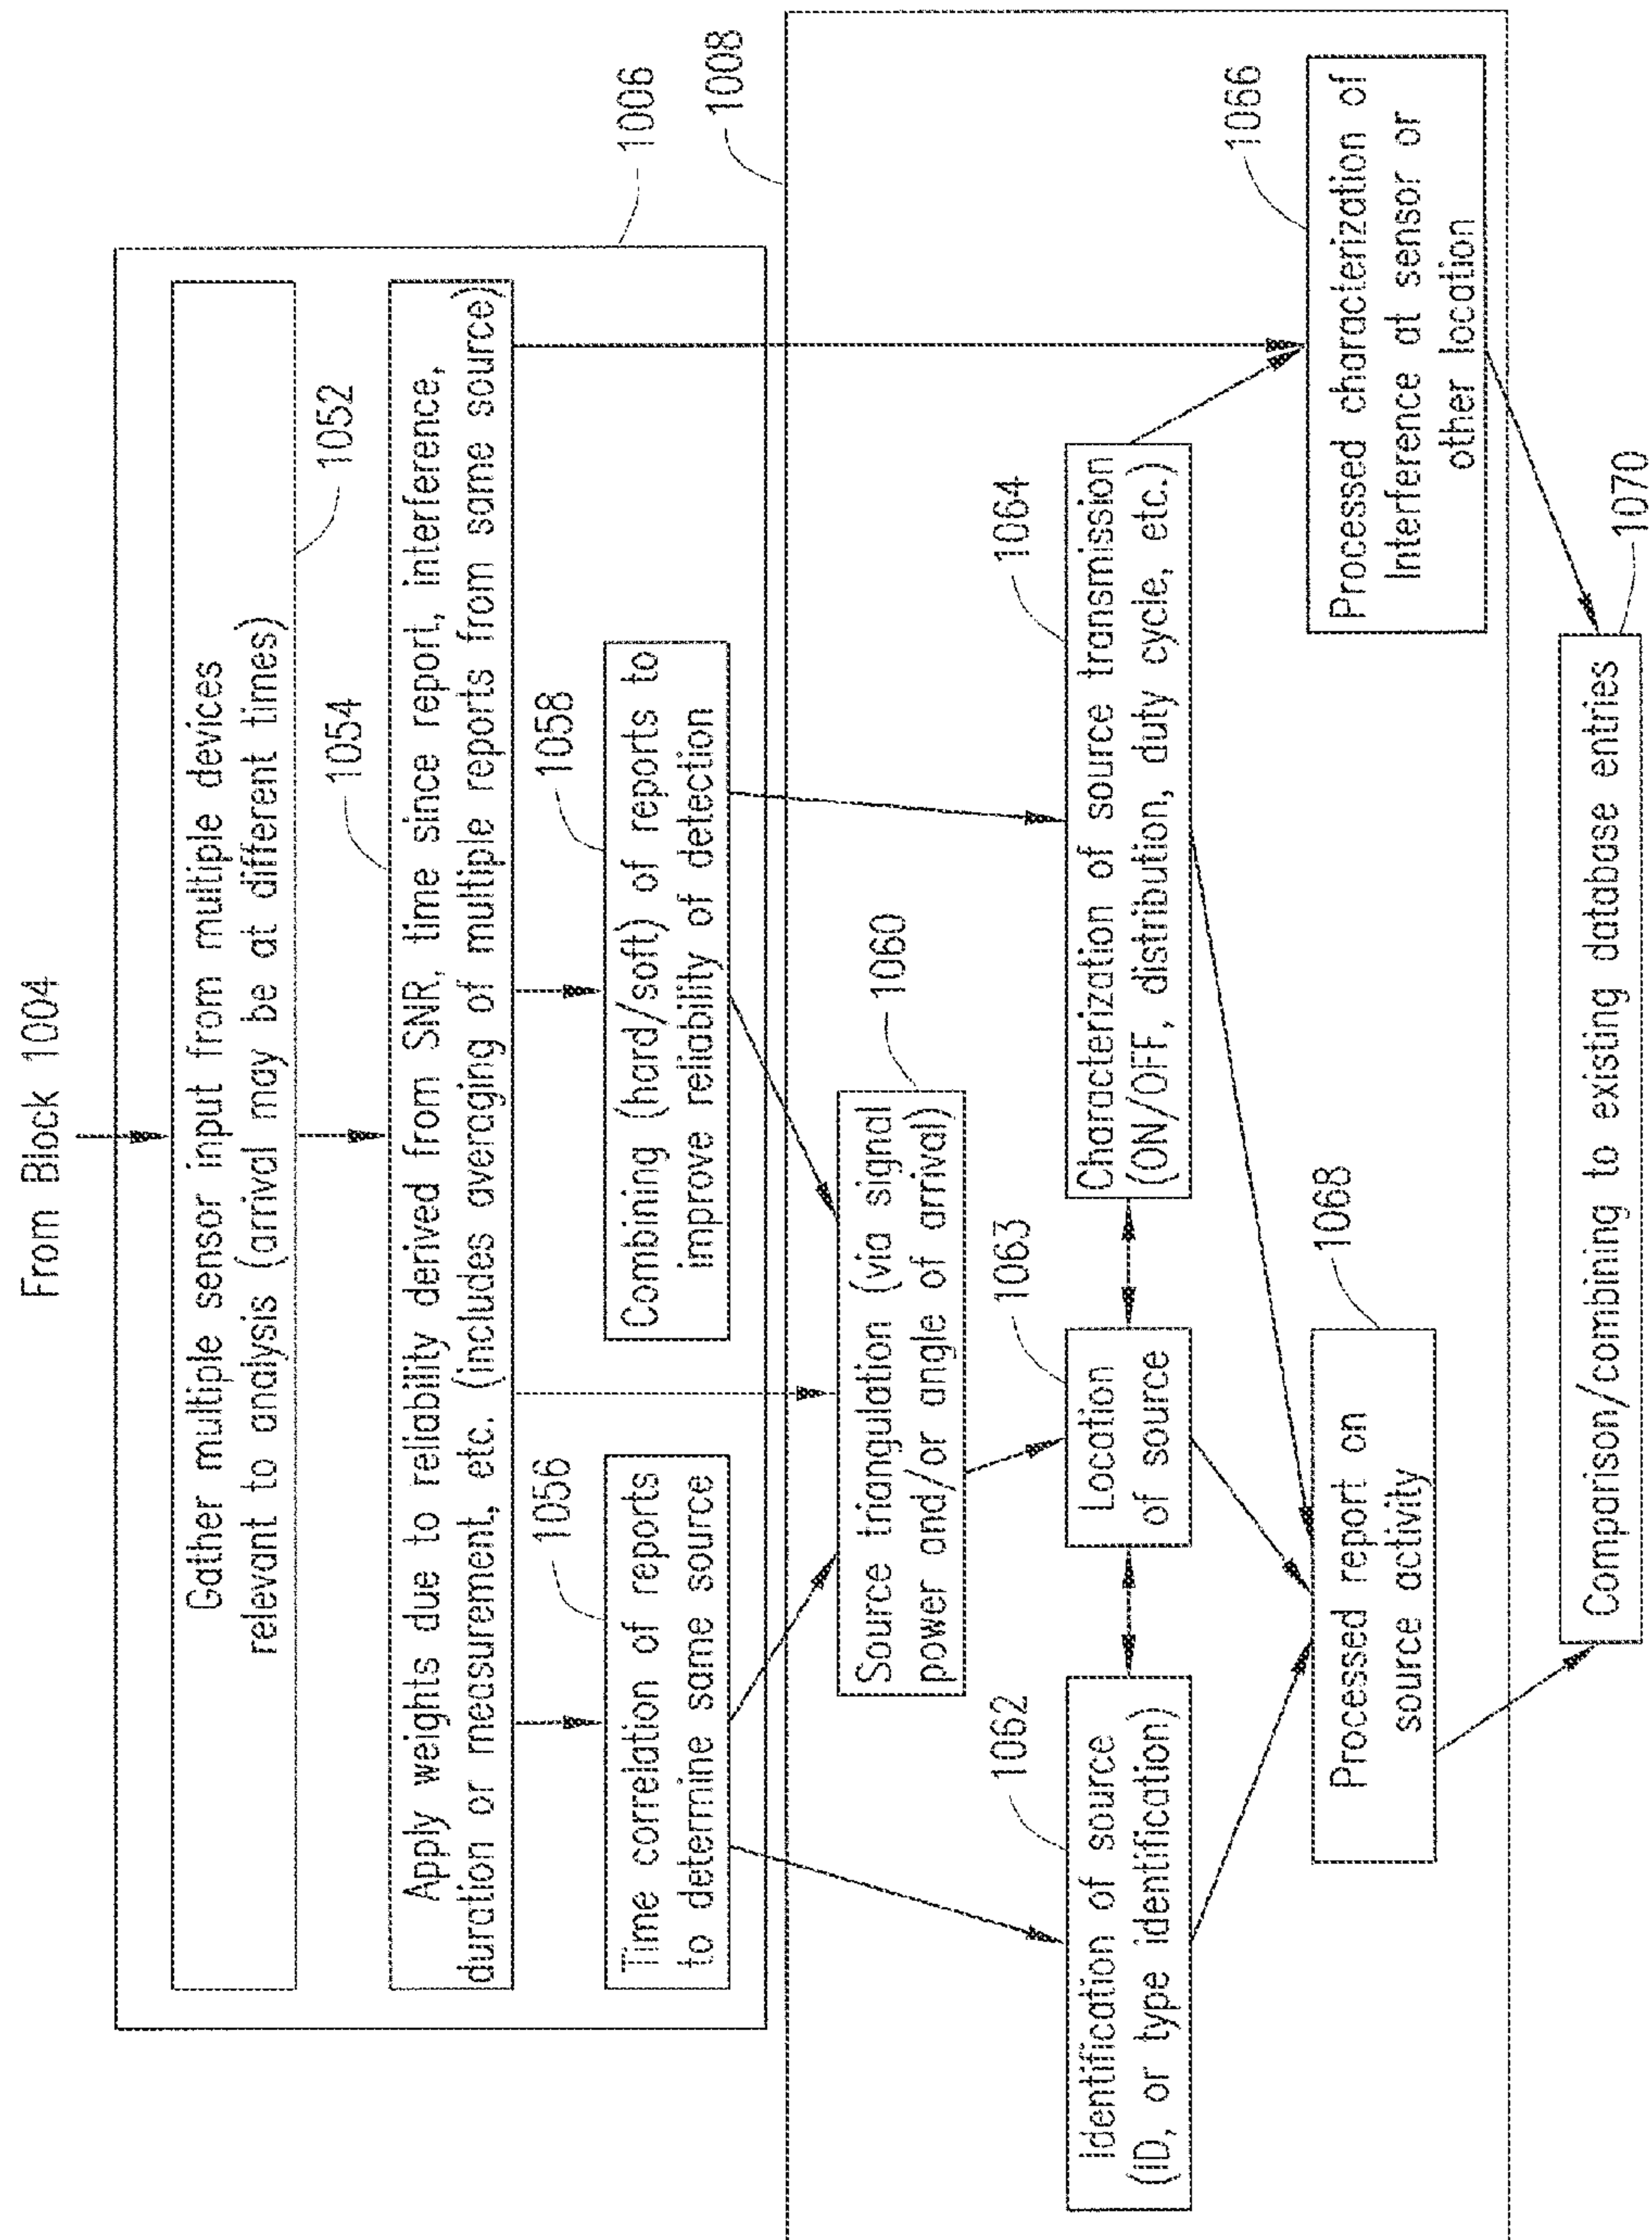 From Block 1004
Gather multiple sensor input from multiple devices
relevant to analysis (arrival may be at different times)
1052
1006
1008
1054
Apply weights due to reliability derived from SNR, time since report, interference,
duration or measurement, etc. (includes averaging of multiple reports from same source)
1056
Time correlation of reports
to determine same source
1058
Combining (hard/soft) of reports to
improve reliability of detection
1060
Source triangulation (via signal
power and/or angle of arrival)
1062
Identification of source
(ID, or type identification)
1063
Location
of source
1064
Characterization of source transmission
(ON/OFF, distribution, duty cycle, etc.)
1066
Processed characterization of
Interference at sensor or
other location
1068
Processed report on
source activity
Comparison/combining to existing database entries
1070